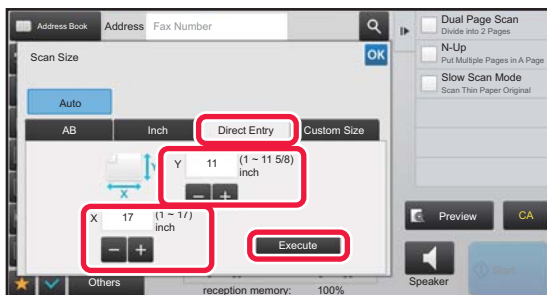 Address Book
Address
Fax Number
Dual Page Scan
Divide into 2 Pages
N-Up
Put Multiple Pages in A Page
Slow Scan Mode
Scan Thin Paper Original
Scan Size
OK
Auto
AB
Inch
Direct Entry
Custom Size
Y
X
Y 11 (1 ~ 11 5/8)
inch
X 17 (1 ~ 17)
inch
Execute
Preview
CA
Others
reception memory: 100%
Speaker
Start